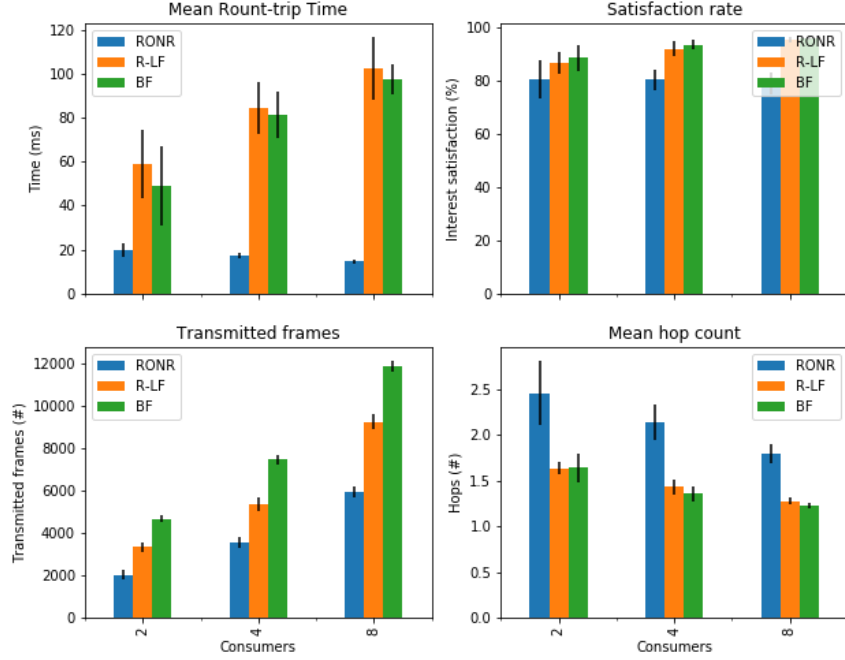 Mean Rount-trip Time
Time (ms)
120
100
80
60
40
20
0
RONR
R-LF
BF
Satisfaction rate
Interest satisfaction (%)
100
80
60
40
20
0
RONR
R-LF
BF
Transmitted frames
Transmitted frames (#)
12000
10000
8000
6000
4000
2000
0
RONR
R-LF
BF
2
4
8
Consumers
Mean hop count
Hops (#)
2.5
2.0
1.5
1.0
0.5
0.0
RONR
R-LF
BF
2
4
8
Consumers